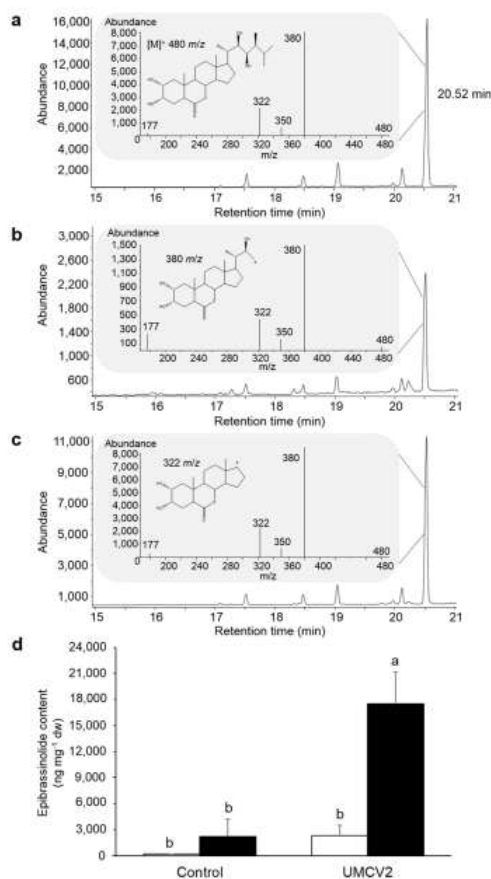 a
Abundance
16,000
14,000
12,000
10,000
8,000
6,000
4,000
2,000
Abundance
8,000
7,000
6,000
5,000
4,000
3,000
2,000
1,000
[M]⁺ 480 m/z
177
322
350
380
480
200 240 280 320 360 400 480
m/z
20.52 min
15 16 17 18 19 20 21
Retention time (min)
b
Abundance
3,000
2,600
2,200
1,800
1,400
1,000
600
Abundance
1,500
1,300
1,100
900
700
500
300
100
380 m/z
177
322
350
380
480
200 240 280 320 360 400 480
m/z
15 16 17 18 19 20 21
Retention time (min)
c
Abundance
11,000
9,000
7,000
5,000
3,000
1,000
Abundance
8,000
7,000
6,000
5,000
4,000
3,000
2,000
1,000
322 m/z
177
322
350
380
480
200 240 280 320 360 400 480
m/z
15 16 17 18 19 20 21
Retention time (min)
d
Epibrassinolide content
(ng mg⁻¹ dw)
24,000
21,000
18,000
15,000
12,000
9,000
6,000
3,000
0
b
b
b
a
Control UMCV2